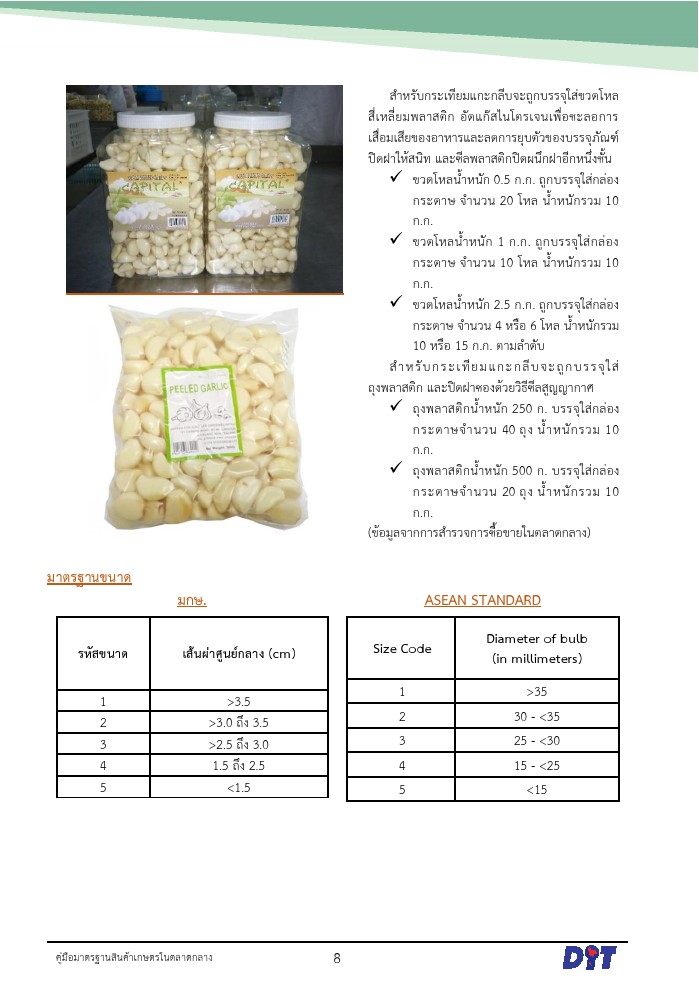 สำหรับกระเทียมแกะกลีบจะถูกบรรจุใส่ขวดโหล
สี่เหลี่ยมพลาสติก อัดแก๊สไนโตรเจนเพื่อชะลอการ
เสื่อมเสียของอาหารและลดการยุบตัวของบรรจุภัณฑ์
ปิดฝาให้สนิท และซีลพลาสติกปิดผนึกฝาอีกหนึ่งชั้น
✓ ขวดโหลน้ำหนัก 0.5 ก.ก. ถูกบรรจุใส่กล่อง
กระดาษ จำนวน 20 โหล น้ำหนักรวม 10
ก.ก.
✓ ขวดโหลน้ำหนัก 1 ก.ก. ถูกบรรจุใส่กล่อง
กระดาษ จำนวน 10 โหล น้ำหนักรวม 10
ก.ก.
✓ ขวดโหลน้ำหนัก 2.5 ก.ก. ถูกบรรจุใส่กล่อง
กระดาษ จำนวน 4 หรือ 6 โหล น้ำหนักรวม
10 หรือ 15 ก.ก. ตามลำดับ
สำหรับกระเทียมแกะกลีบจะถูกบรรจุใส่
ถุงพลาสติก และปิดฝาซองด้วยวิธีซีลสูญญากาศ
✓ ถุงพลาสติกน้ำหนัก 250 ก. บรรจุใส่กล่อง
กระดาษจำนวน 40 ถุง น้ำหนักรวม 10
ก.ก.
✓ ถุงพลาสติกน้ำหนัก 500 ก. บรรจุใส่กล่อง
กระดาษจำนวน 20 ถุง น้ำหนักรวม 10
ก.ก.
(ข้อมูลจากการสำรวจการซื้อขายในตลาดกลาง)
CAPITAL
CAPITAL
PEELED GARLIC
มาตรฐานขนาด
มกษ.
รหัสขนาด เส้นผ่าศูนย์กลาง (cm)
1 >3.5
2 >3.0 ถึง 3.5
3 >2.5 ถึง 3.0
4 1.5 ถึง 2.5
5 <1.5
ASEAN STANDARD
Size Code Diameter of bulb
(in millimeters)
1 >35
2 30 - <35
3 25 - <30
4 15 - <25
5 <15
คู่มือมาตรฐานสินค้าเกษตรในตลาดกลาง 8 DIT